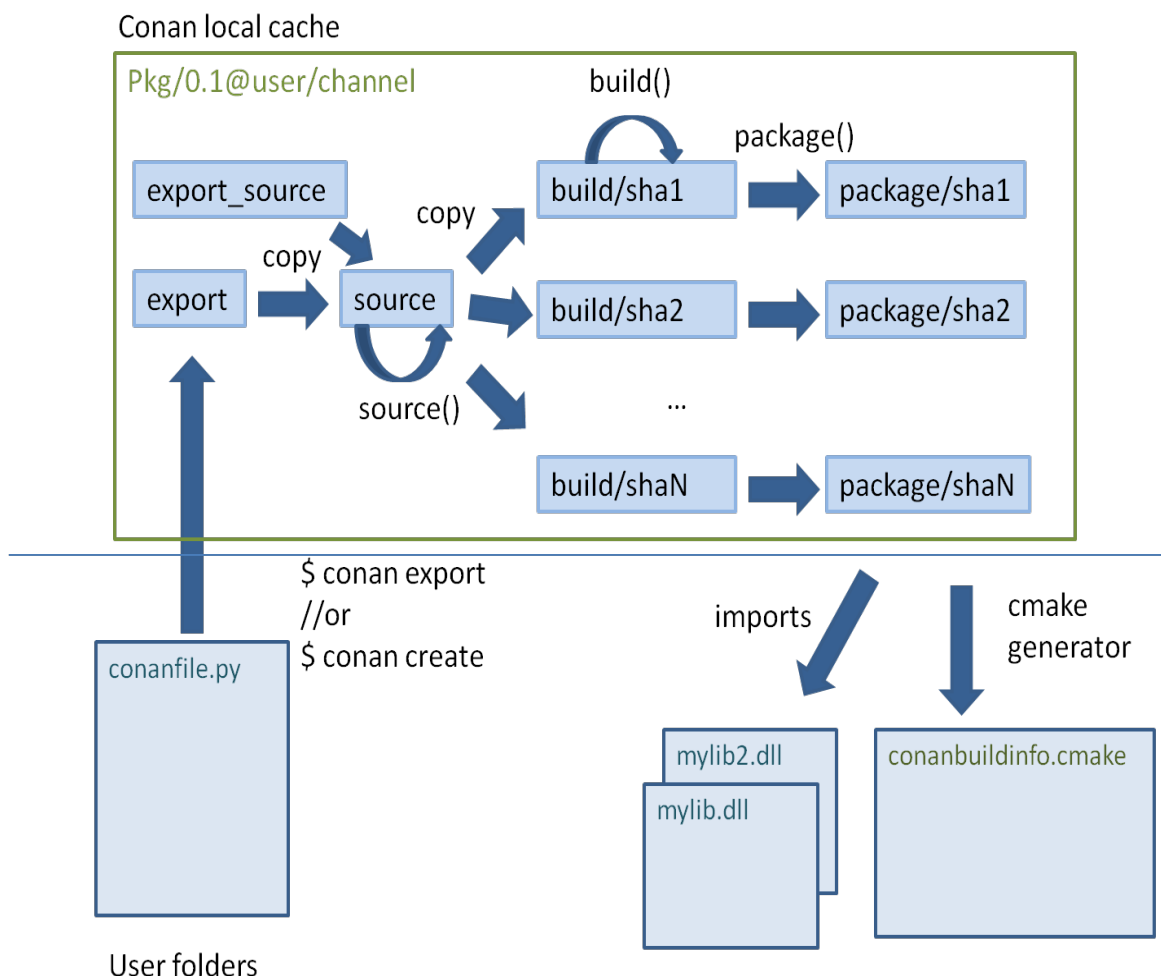 Conan local cache
Pkg/0.1@user/channel
build()
package()
export_source
build/sha1
package/sha1
copy
copy
export
source
build/sha2
package/sha2
source()
...
build/shaN
package/shaN
$ conan export
//or
$ conan create
imports
cmake
generator
conanfile.py
mylib2.dll
conanbuildinfo.cmake
mylib.dll
User folders